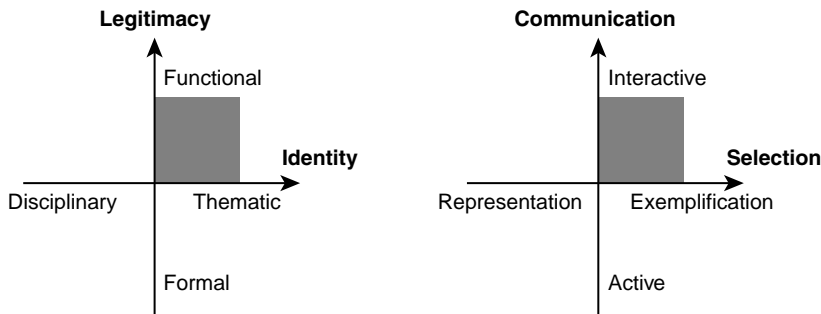 Legitimacy
Functional
Identity
Disciplinary
Thematic
Formal
Communication
Interactive
Selection
Representation
Exemplification
Active